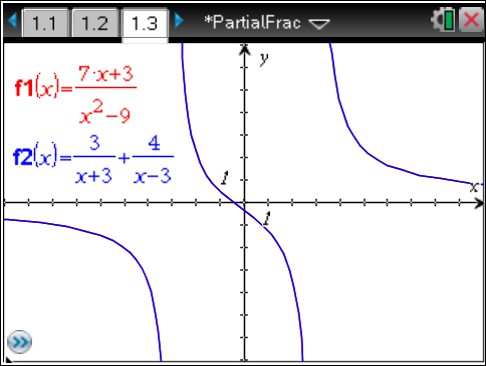 1.1 1.2 1.3 *PartialFrac
y
f1(x)=(7·x+3)/(x²−9)
f2(x)=3/(x+3)+4/(x−3)
1
x
1